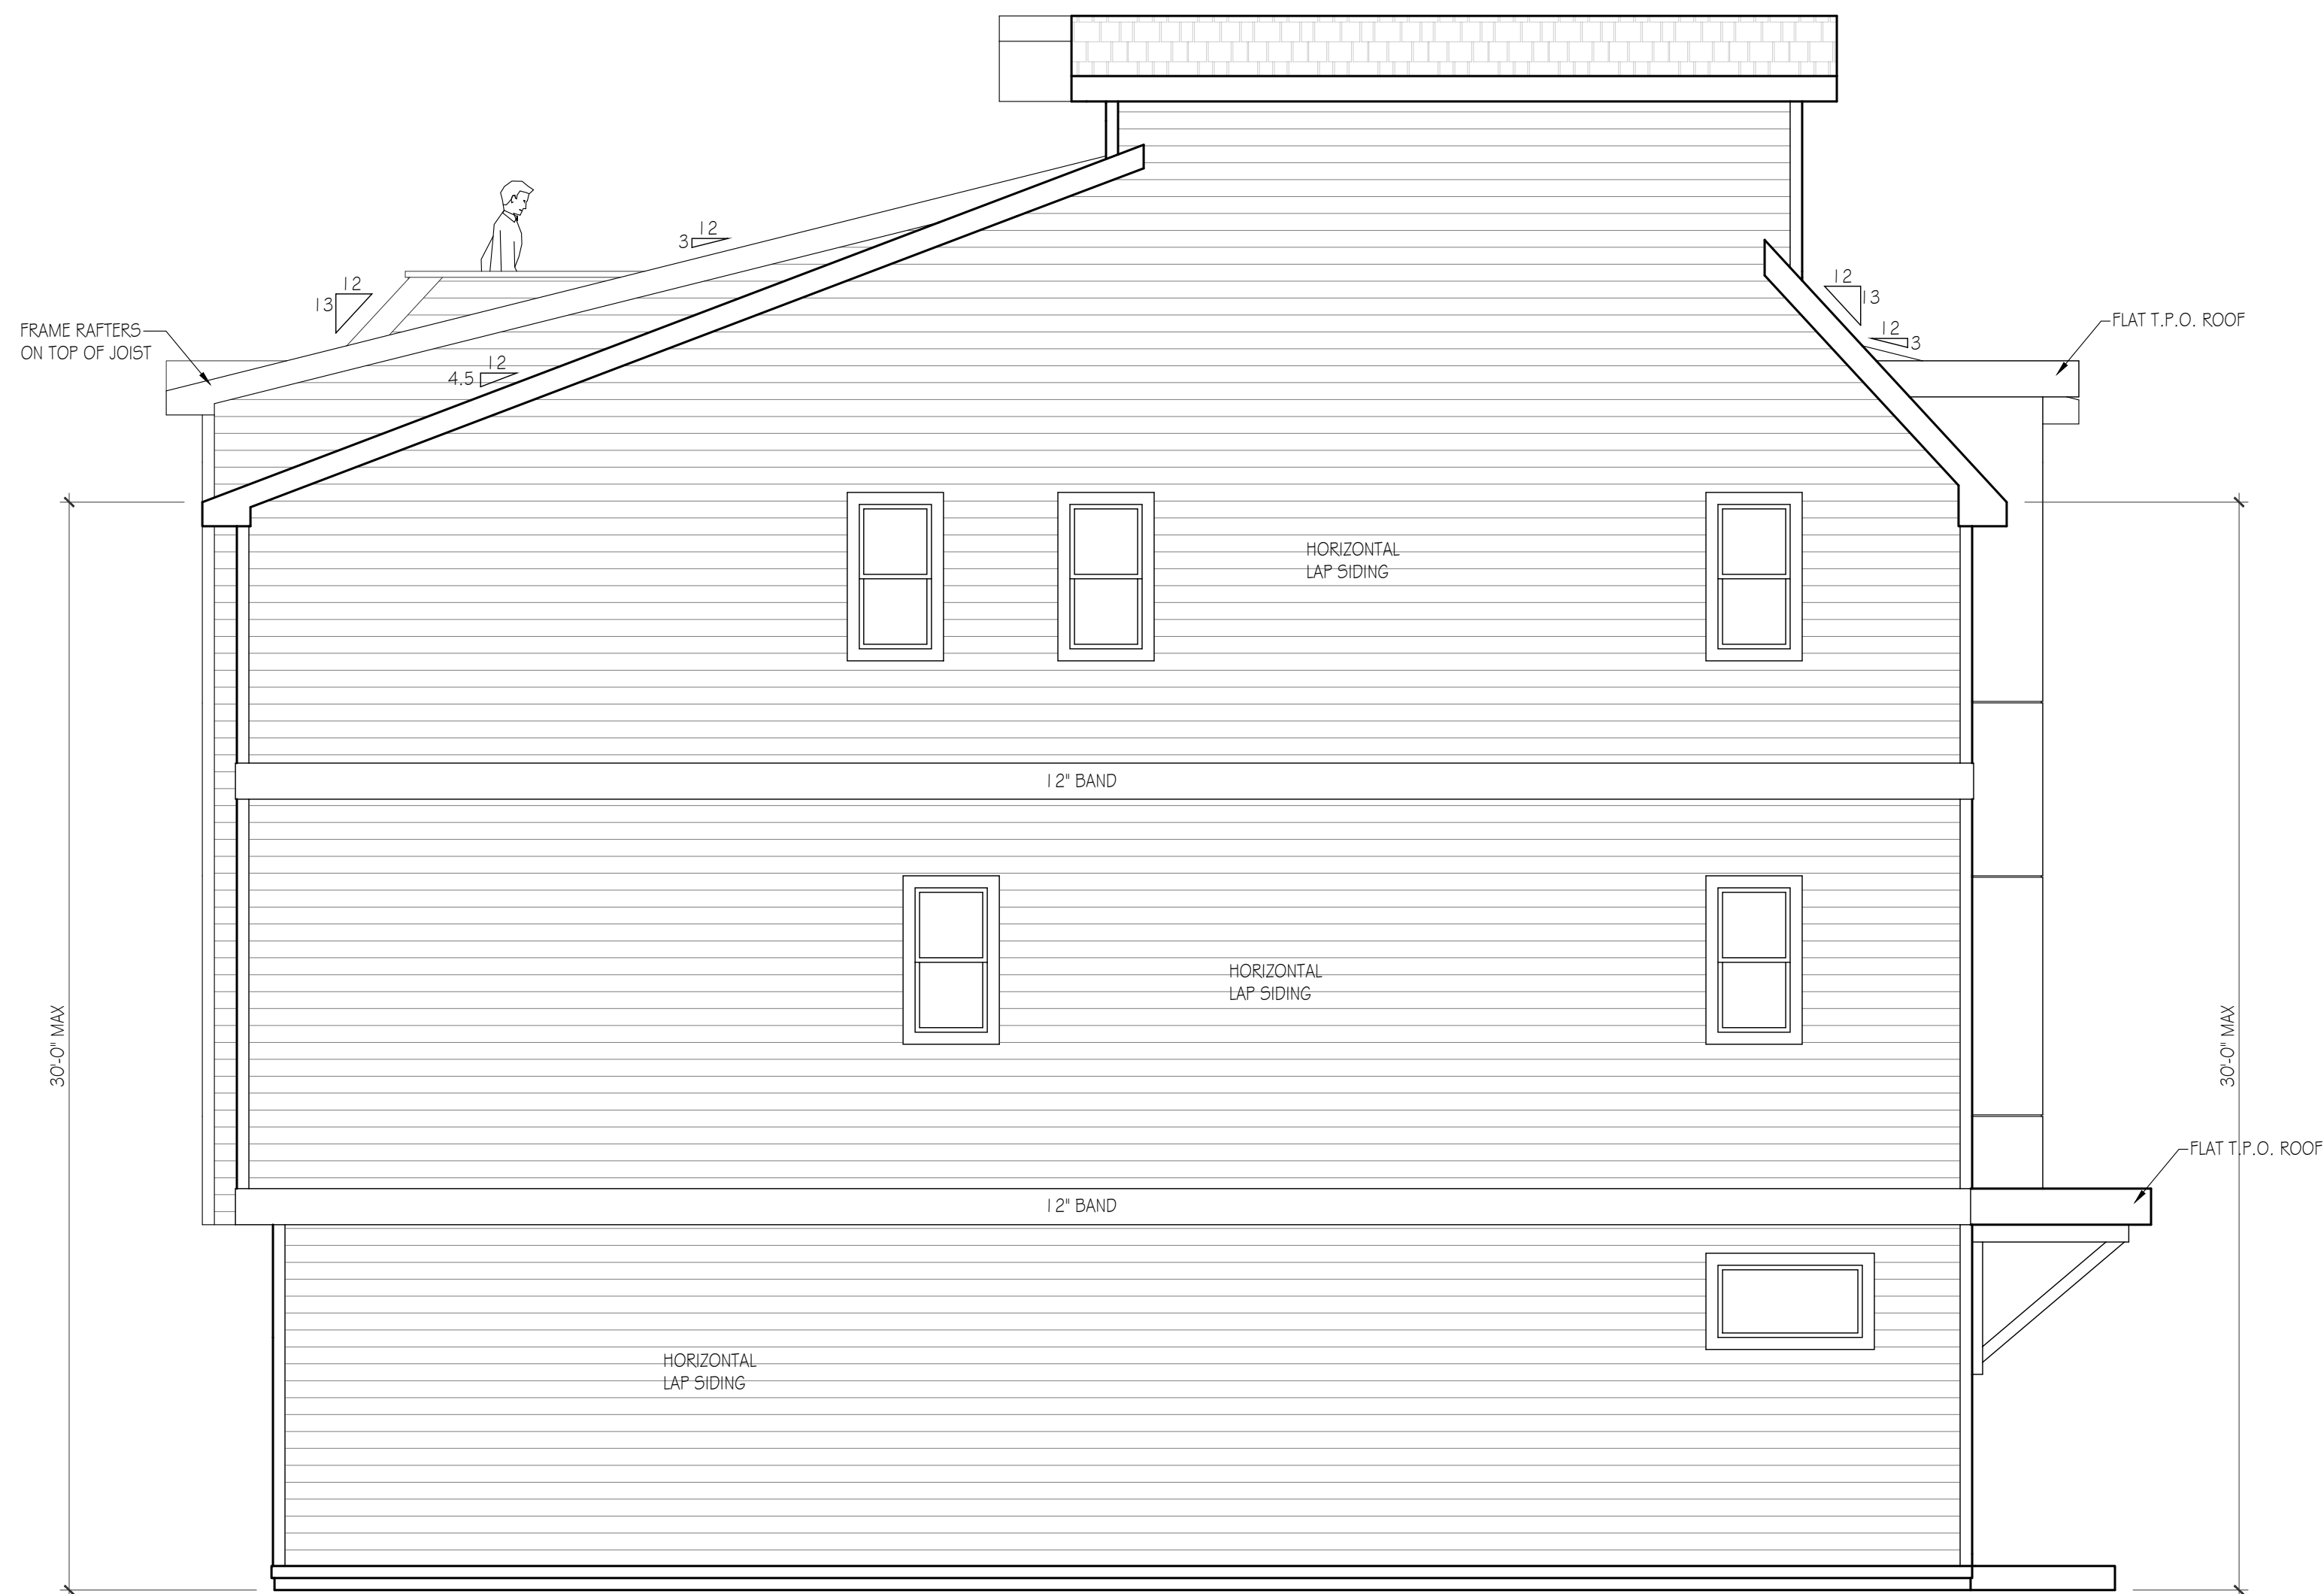 12
3
12
13
12
13
12
3
FRAME RAFTERS
ON TOP OF JOIST
FLAT T.P.O. ROOF
12
4.5
HORIZONTAL
LAP SIDING
12" BAND
HORIZONTAL
LAP SIDING
30'-0" MAX
30'-0" MAX
FLAT T.P.O. ROOF
12" BAND
HORIZONTAL
LAP SIDING